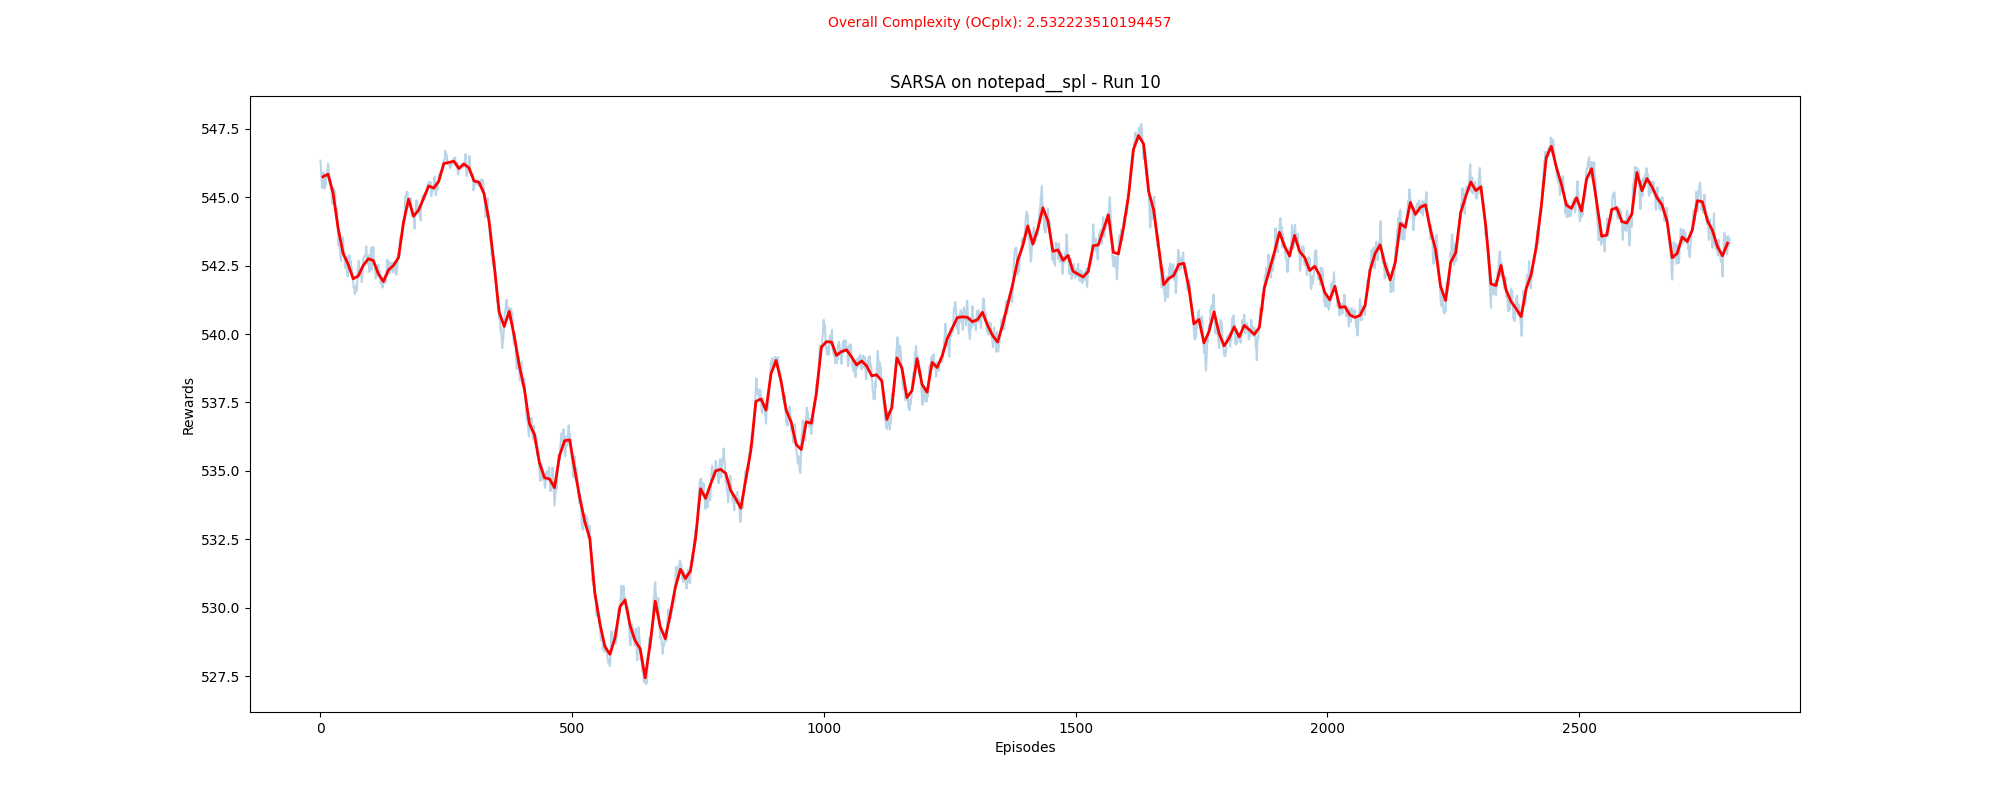 Overall Complexity (OCplx): 2.532223510194457
SARSA on notepad__spl - Run 10
547.5
545.0
542.5
540.0
537.5
535.0
532.5
530.0
527.5
Rewards
0 500 1000 1500 2000 2500
Episodes